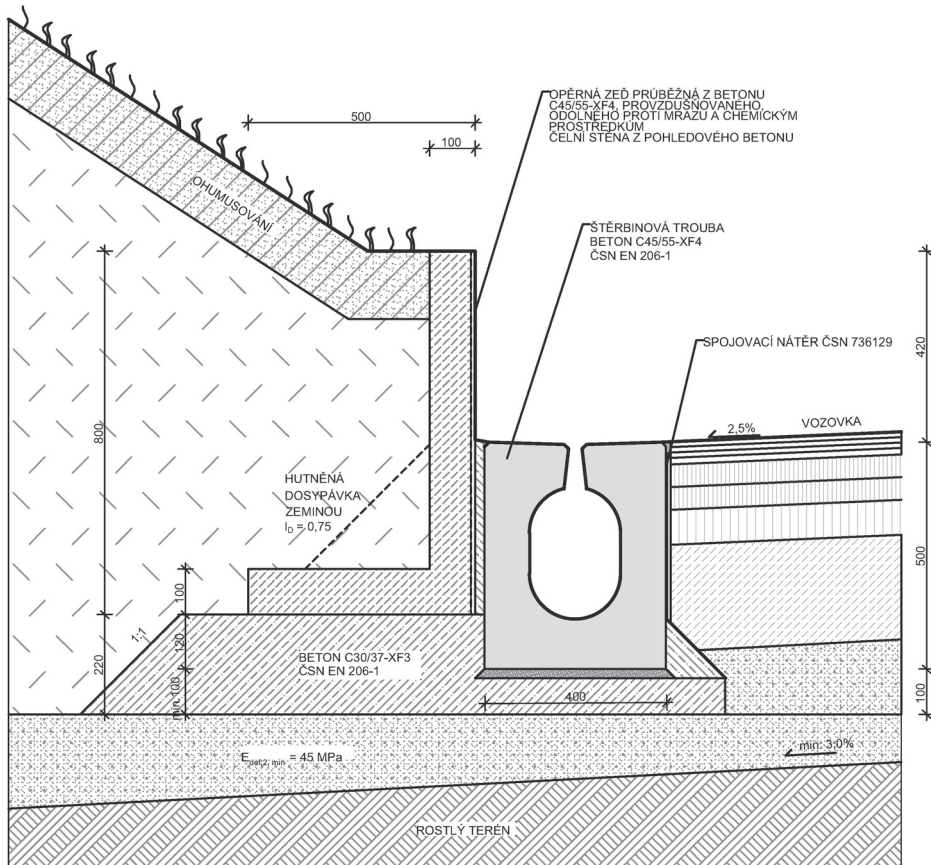 OPĚRNÁ ZEĎ PRŮBĚŽNÁ Z BETONU
C45/55-XF4, PROVZDUŠNOVANÉHO,
ODOLNÉHO PROTI MRAZU A CHEMICKÝM
PROSTŘEDKŮM
ČELNÍ STĚNA Z POHLEDOVÉHO BETONU
500
100
OHUMUSOVÁNÍ
ŠTĚRBINOVÁ TROUBA
BETON C45/55-XF4
ČSN EN 206-1
SPOJOVACÍ NÁTĚR ČSN 736129
420
2,5%
VOZOVKA
800
HUTNĚNÁ
DOSYPÁVKA
ZEMINOU
I_D = 0,75
500
100
1:1
120
220
min. 100
BETON C30/37-XF3
ČSN EN 206-1
400
100
E_def,2, min = 45 MPa
min. 3,0%
ROSTLÝ TERÉN